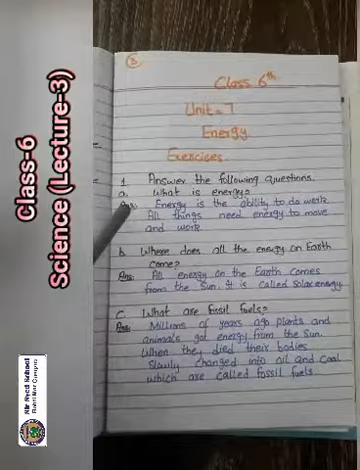 Class-6
Science (Lecture-3)
Mir Nycil School
3
Class 6th
Unit = 7
Energy
Exercises
1 Answer the following questions.
a. What is energy?
Ans: Energy is the ability to do work.
All things need energy to move
and work.
b. Where does all the energy on Earth
come?
Ans: All energy on the Earth comes
from the Sun. It is called solar energy.
c. What are fossil fuels?
Ans: Millions of years ago plants and
animals got energy from the Sun.
When they died their bodies
slowly changed into oil and coal
which are called fossil fuels.